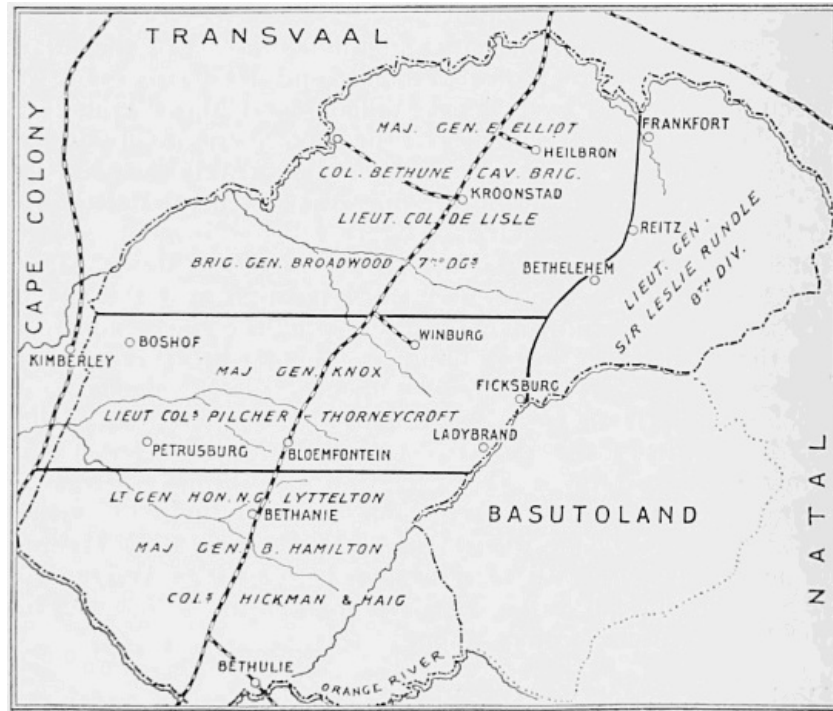 TRANSVAAL
CAPE COLONY
MAJ. GEN. E ELLIOT
FRANKFORT
HEILBRON
COL. BETHUNE CAV. BRIG.
KROONSTAD
LIEUT. COL. DE LISLE
REITZ
LIEUT. GEN.
SIR LESLIE RUNDLE
8TH DIV.
BRIG. GEN. BROADWOOD 7TH DGS
BETHELEHEM
BOSHOF
WINBURG
KIMBERLEY
MAJ GEN. KNOX
FICKSBURG
LIEUT COLS PILCHER - THORNEYCROFT
PETRUSBURG
BLOEMFONTEIN
LADYBRAND
LT GEN HON. N.G. LYTTELTON
BETHANIE
BASUTOLAND
NATAL
MAJ GEN B. HAMILTON
COLS HICKMAN & HAIG
BETHULIE
ORANGE RIVER